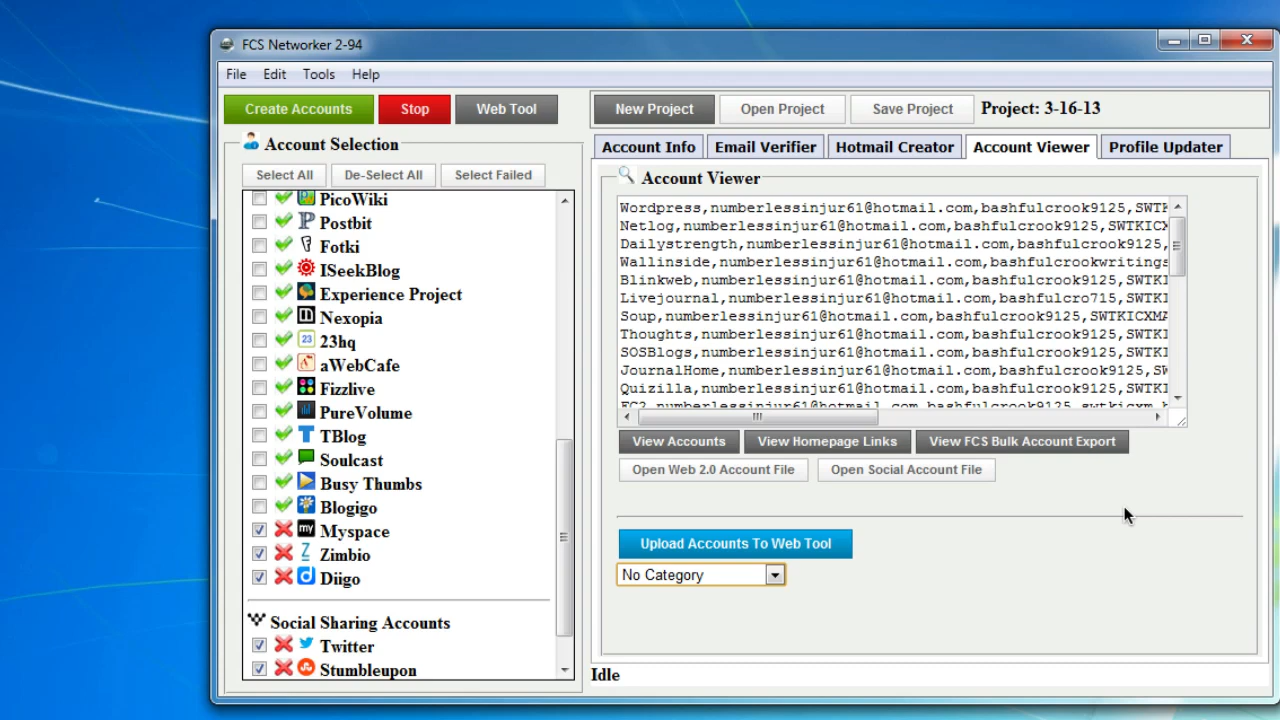 FCS Networker 2-94
File Edit Tools Help
Create Accounts Stop Web Tool
New Project Open Project Save Project Project: 3-16-13
Account Selection
Select All De-Select All Select Failed
PicoWiki
Postbit
Fotki
ISeekBlog
Experience Project
Nexopia
23 23hq
aWebCafe
Fizzlive
PureVolume
TBlog
Soulcast
Busy Thumbs
Blogigo
my Myspace
Zimbio
Diigo
Social Sharing Accounts
Twitter
Stumbleupon
Account Info Email Verifier Hotmail Creator Account Viewer Profile Updater
Account Viewer
Wordpress,numberlessinjur61@hotmail.com,bashfulcrook9125,SWTK
Netlog,numberlessinjur61@hotmail.com,bashfulcrook9125,SWTKICX
Dailystrength,numberlessinjur61@hotmail.com,bashfulcrook9125,
Wallinside,numberlessinjur61@hotmail.com,bashfulcrookwritings
Blinkweb,numberlessinjur61@hotmail.com,bashfulcrook9125,SWTKI
Livejournal,numberlessinjur61@hotmail.com,bashfulcro715,SWTKI
Soup,numberlessinjur61@hotmail.com,bashfulcrook9125,SWTKICXMA
Thoughts,numberlessinjur61@hotmail.com,bashfulcrook9125,SWTKI
SOSBlogs,numberlessinjur61@hotmail.com,bashfulcrook9125,SWTKI
JournalHome,numberlessinjur61@hotmail.com,bashfulcrook9125,SW
Quizilla,numberlessinjur61@hotmail.com,bashfulcrook9125,SWTKI
View Accounts View Homepage Links View FCS Bulk Account Export
Open Web 2.0 Account File Open Social Account File
Upload Accounts To Web Tool
No Category
Idle